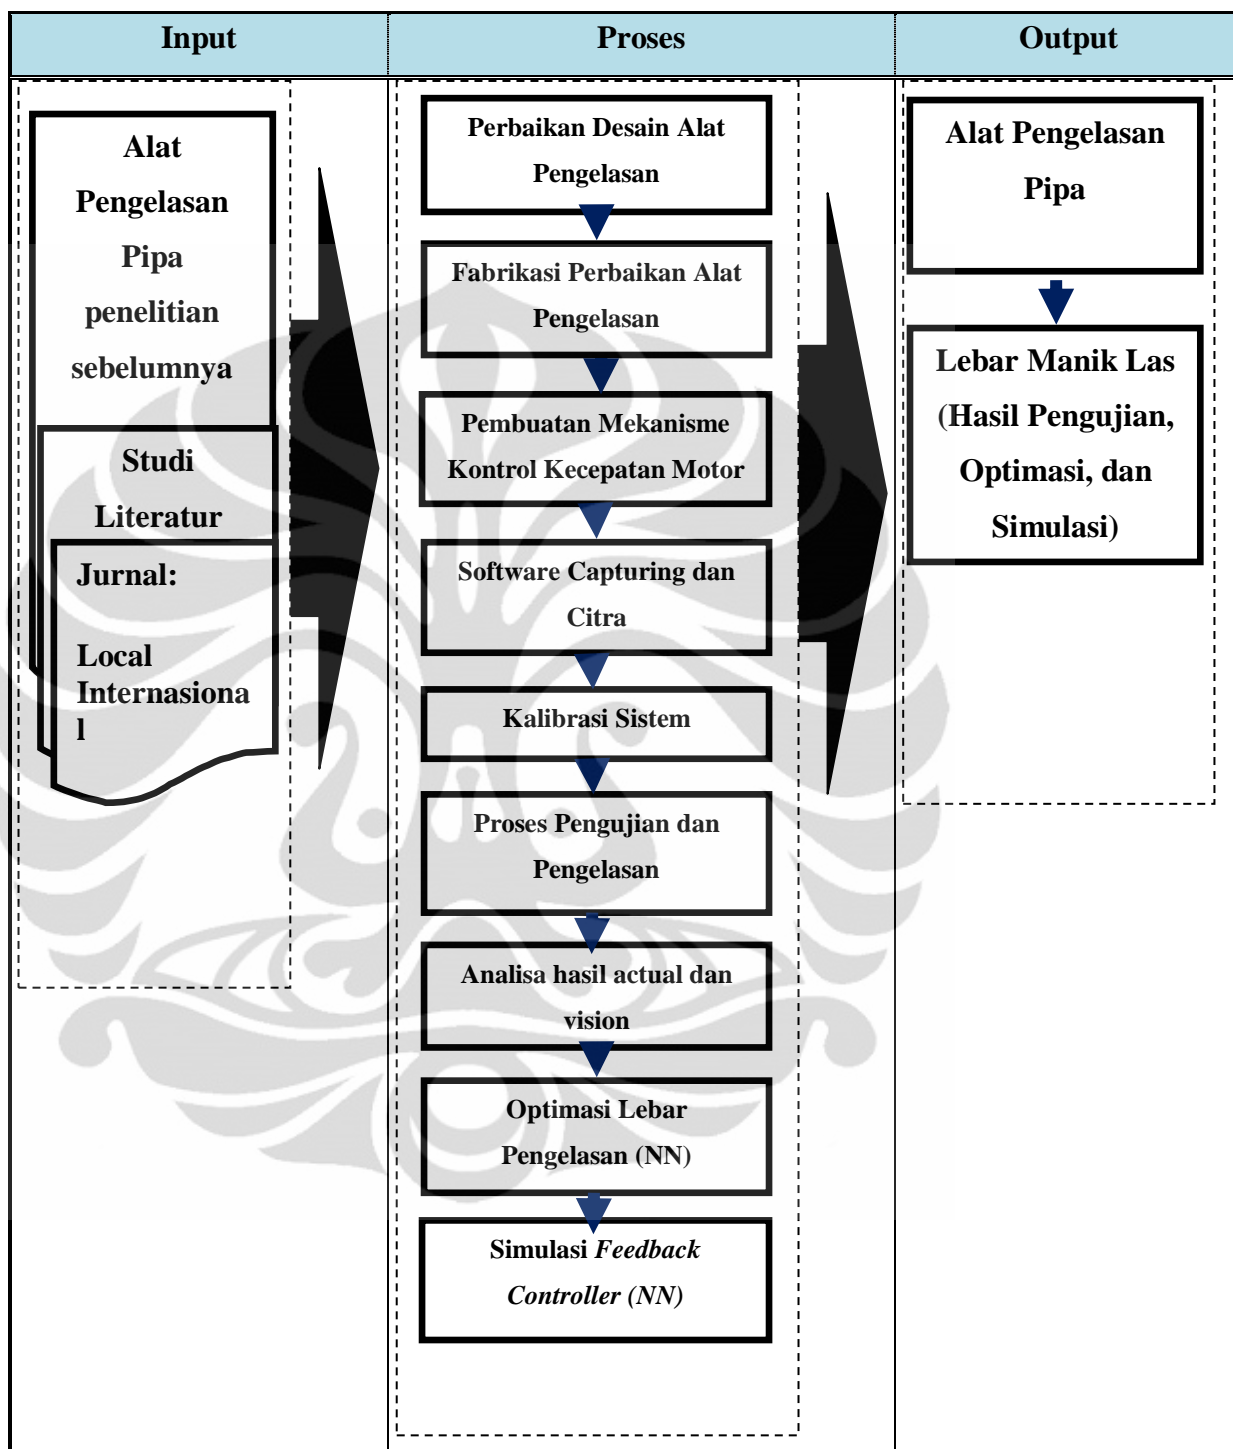 Input
Proses
Output
Alat
Pengelasan
Pipa
penelitian
sebelumnya
Studi
Literatur
Jurnal:
Local
Internasiona
l
Perbaikan Desain Alat
Pengelasan
Fabrikasi Perbaikan Alat
Pengelasan
Pembuatan Mekanisme
Kontrol Kecepatan Motor
Software Capturing dan
Citra
Kalibrasi Sistem
Proses Pengujian dan
Pengelasan
Analisa hasil actual dan
vision
Optimasi Lebar
Pengelasan (NN)
Simulasi Feedback
Controller (NN)
Alat Pengelasan
Pipa
Lebar Manik Las
(Hasil Pengujian,
Optimasi, dan
Simulasi)